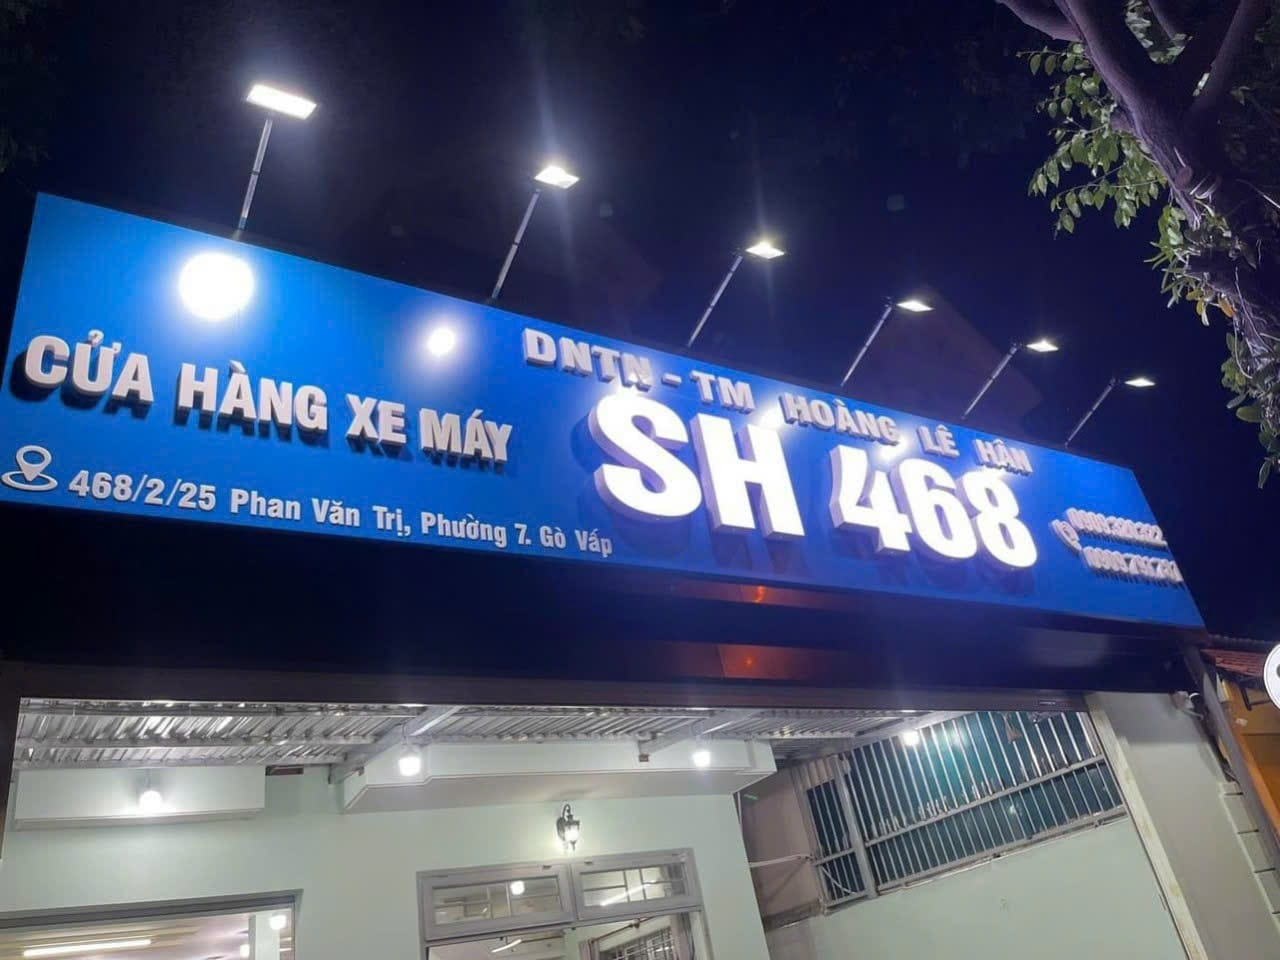 CỬA HÀNG XE MÁY
468/2/25 Phan Văn Trị, Phường 7. Gò Vấp
DNTN - TM HOÀNG LÊ HÂN
SH 468